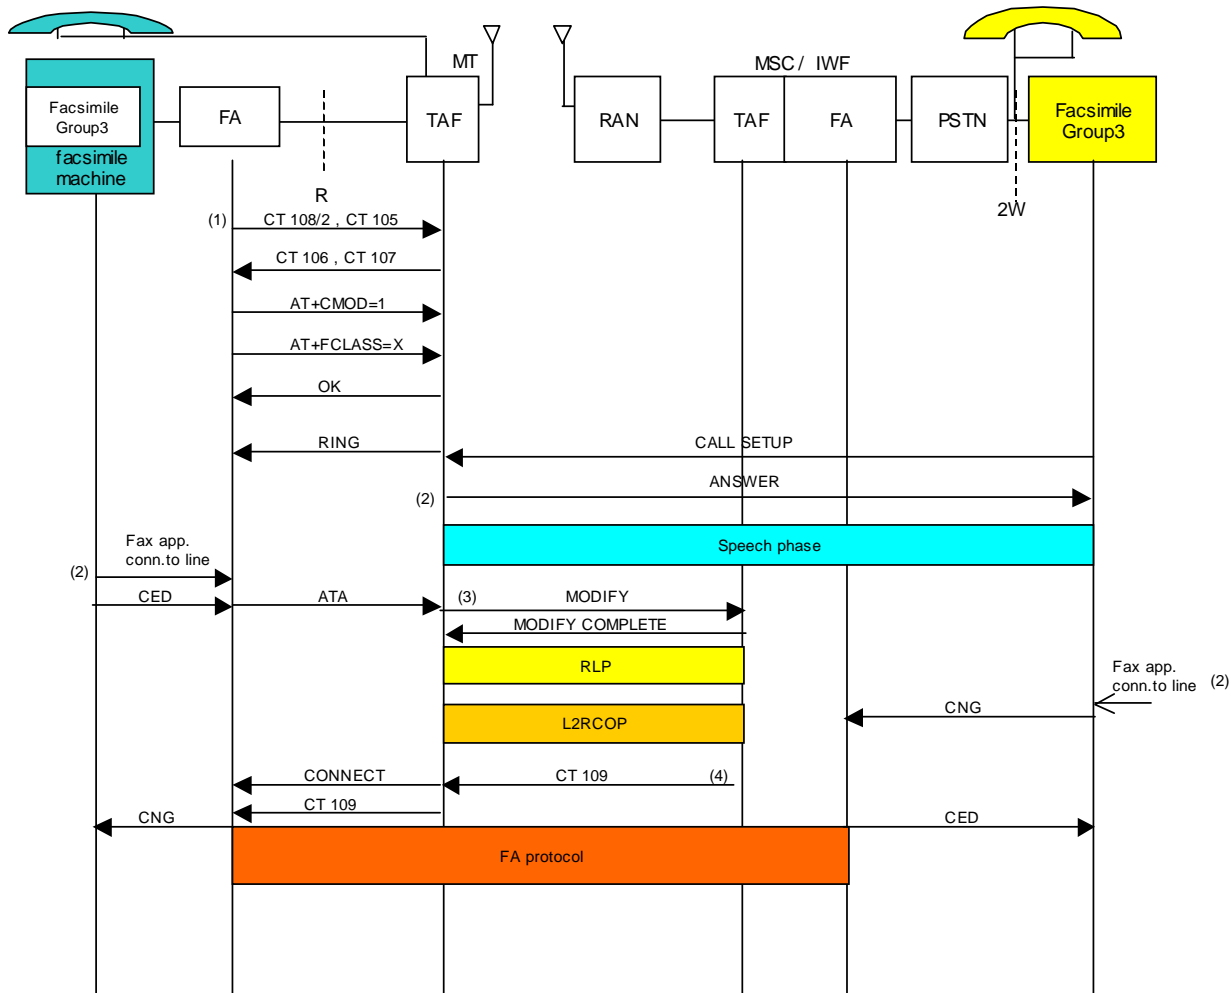 MT
MSC / IWF
Facsimile
Group3
facsimile
machine
FA
TAF
RAN
TAF
FA
PSTN
Facsimile
Group3
R
2W
(1)
CT 108/2 , CT 105
CT 106 , CT 107
AT+CMOD=1
AT+FCLASS=X
OK
RING
CALL SETUP
(2)
ANSWER
Speech phase
Fax app.
conn.to line
(2)
CED
ATA
(3)
MODIFY
MODIFY COMPLETE
RLP
Fax app.
conn.to line
(2)
CNG
L2RCOP
CONNECT
CT 109
(4)
CT 109
CNG
CED
FA protocol